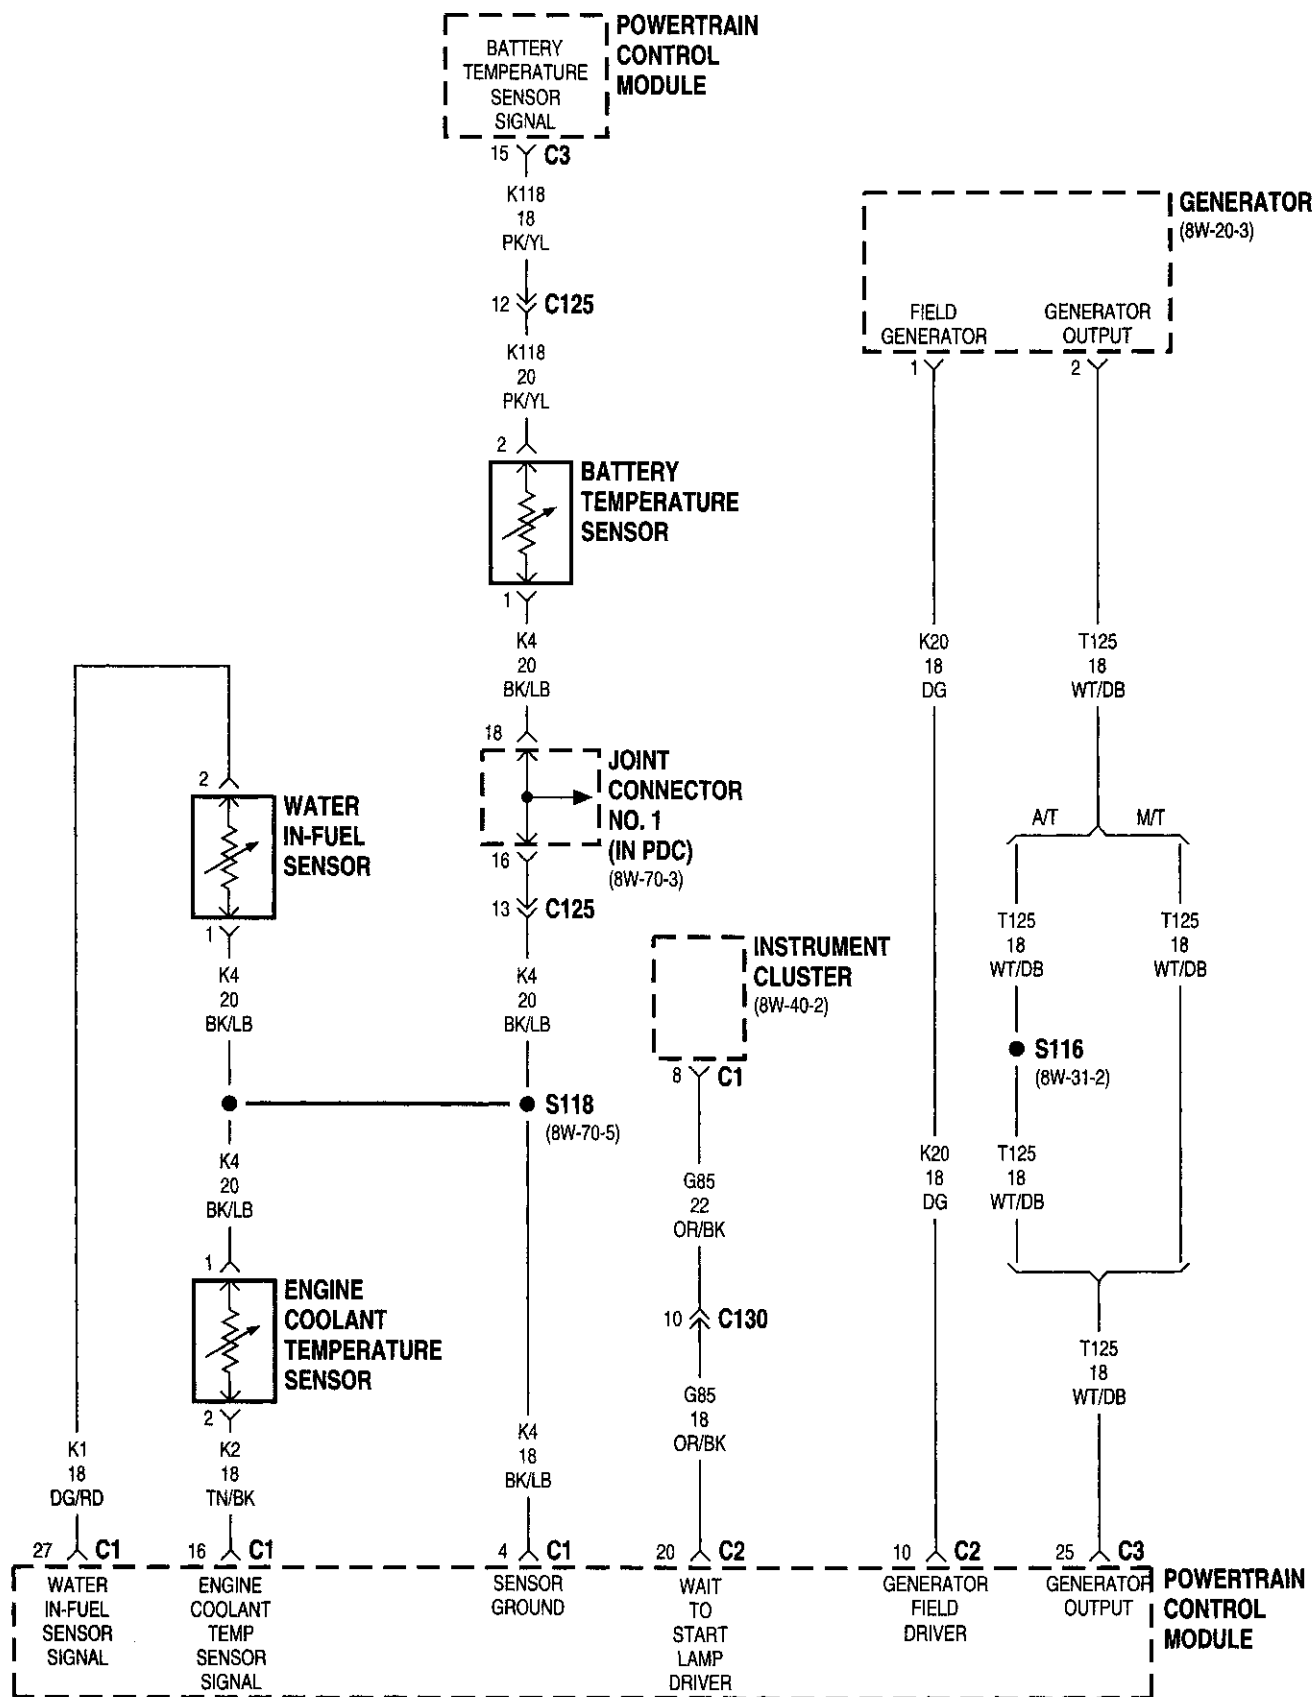 POWERTRAIN
CONTROL
MODULE
BATTERY
TEMPERATURE
SENSOR
SIGNAL
15 C3
K118
18
PK/YL
12 C125
K118
20
PK/YL
2
BATTERY
TEMPERATURE
SENSOR
1
K4
20
BK/LB
18
JOINT
CONNECTOR
NO. 1
(IN PDC)
(8W-70-3)
16
13 C125
K4
20
BK/LB
S118
(8W-70-5)
K4
18
BK/LB
4 C1
SENSOR
GROUND
2
WATER
IN-FUEL
SENSOR
1
K4
20
BK/LB
K4
20
BK/LB
1
ENGINE
COOLANT
TEMPERATURE
SENSOR
2
K1
18
DG/RD
K2
18
TN/BK
27 C1
WATER
IN-FUEL
SENSOR
SIGNAL
16 C1
ENGINE
COOLANT
TEMP
SENSOR
SIGNAL
INSTRUMENT
CLUSTER
(8W-40-2)
8 C1
G85
22
OR/BK
10 C130
G85
18
OR/BK
20 C2
WAIT
TO
START
LAMP
DRIVER
GENERATOR
(8W-20-3)
FIELD
GENERATOR
GENERATOR
OUTPUT
1
2
K20
18
DG
T125
18
WT/DB
A/T
M/T
T125
18
WT/DB
T125
18
WT/DB
S116
(8W-31-2)
K20
18
DG
T125
18
WT/DB
T125
18
WT/DB
10 C2
GENERATOR
FIELD
DRIVER
25 C3
GENERATOR
OUTPUT
POWERTRAIN
CONTROL
MODULE